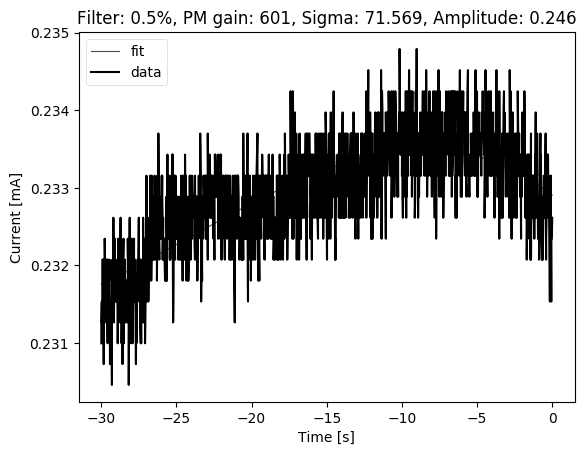 Filter: 0.5%, PM gain: 601, Sigma: 71.569, Amplitude: 0.246
0.235
fit
data
0.234
0.233
0.232
0.231
Current [mA]
−30
−25
−20
−15
−10
−5
0
Time [s]